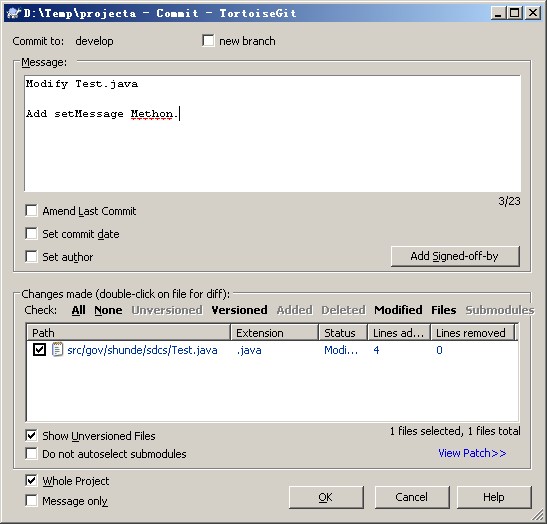 D:\Temp\projecta - Commit - TortoiseGit
Commit to: develop new branch
Message:
Modify Test.java
Add setMessage Methon.
3/23
Amend Last Commit
Set commit date
Set author
Add Signed-off-by
Changes made (double-click on file for diff):
Check: All None Unversioned Versioned Added Deleted Modified Files Submodules
Path Extension Status Lines ad... Lines removed
src/gov/shunde/sdcs/Test.java .java Modi... 4 0
Show Unversioned Files
1 files selected, 1 files total
Do not autoselect submodules
View Patch>>
Whole Project
Message only
OK Cancel Help